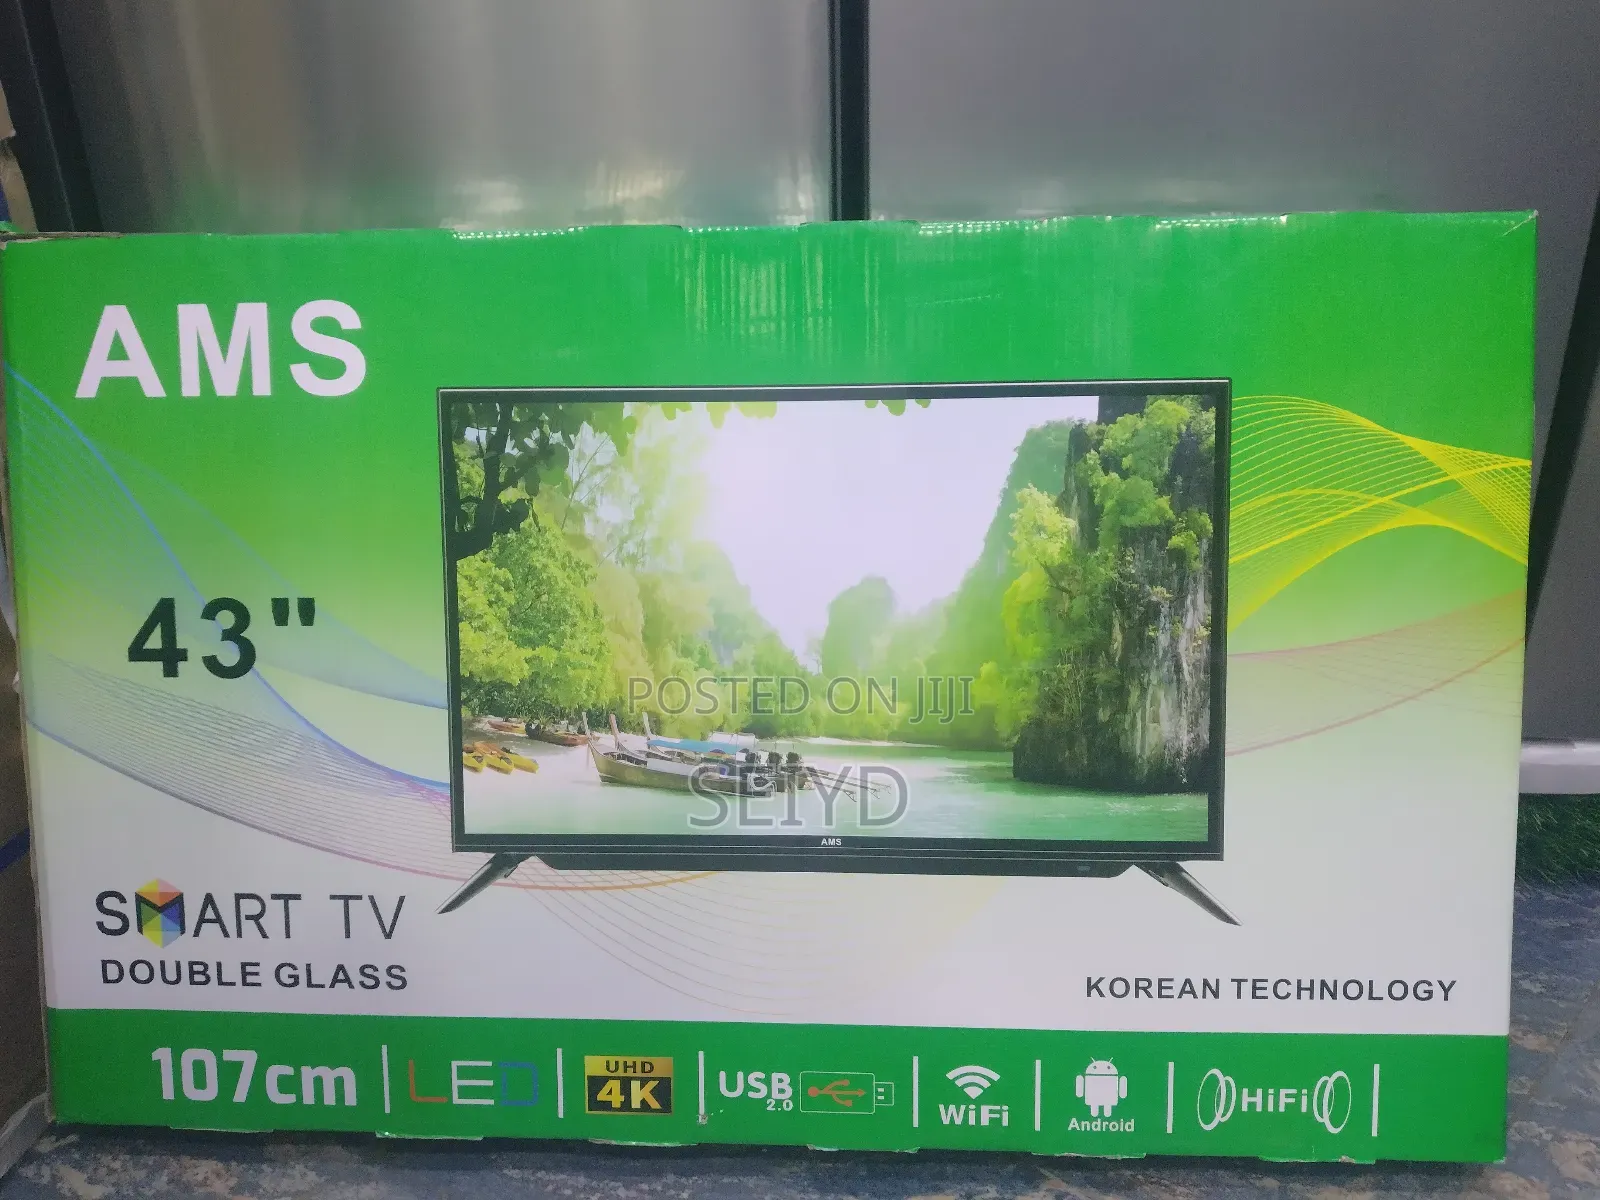 AMS
43"
POSTED ON JIJI
SEIYD
AMS
SMART TV
DOUBLE GLASS
KOREAN TECHNOLOGY
107cm LED UHD 4K USB 2.0 WiFi Android HiFi